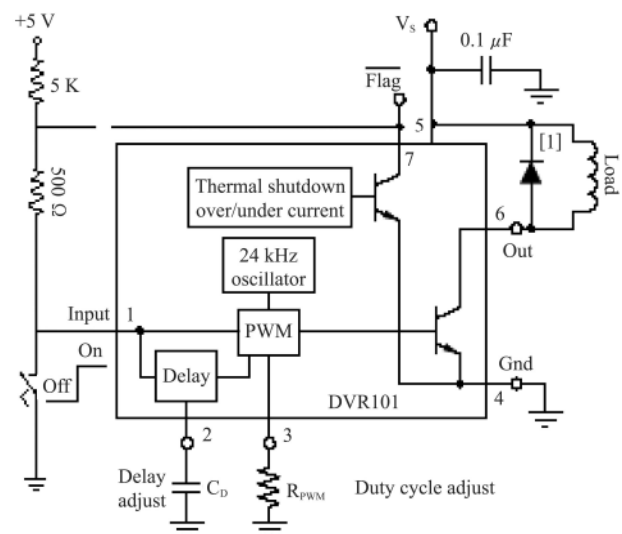 +5 V
V_S
0.1 μF
5 K
Flag
5
[1]
7
Load
500 Ω
Thermal shutdown
over/under current
6
Out
24 kHz
oscillator
Input
1
PWM
On
Off
Delay
Gnd
DVR101
4
2
3
Delay
adjust
C_D
R_PWM
Duty cycle adjust